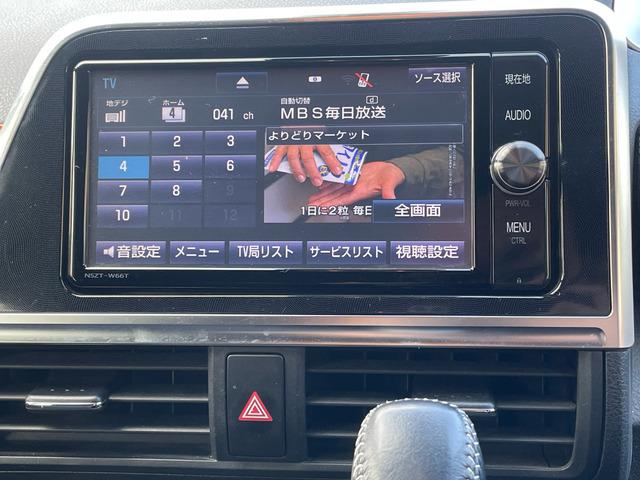 TV
ソース選択
地デジ
ホーム
4
041 ch
自動切替
d
MBS毎日放送
よりどりマーケット
1
2
3
4
5
6
7
8
10
1日に2粒 毎日
全画面
音設定
メニュー
TV局リスト
サービスリスト
視聴設定
NSZT-W66T
現在地
AUDIO
PWR•VOL
MENU
CTRL